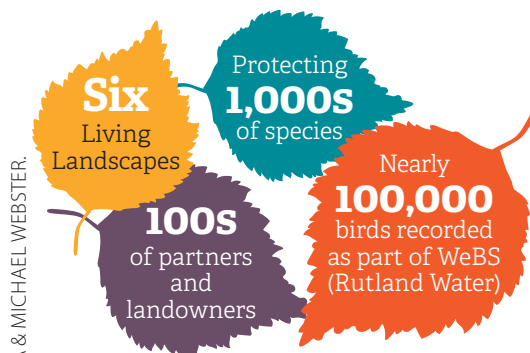 Six
Living
Landscapes
Protecting
1,000s
of species
100s
of partners
and
landowners
Nearly
100,000
birds recorded
as part of WeBS
(Rutland Water)
& MICHAEL WEBSTER.